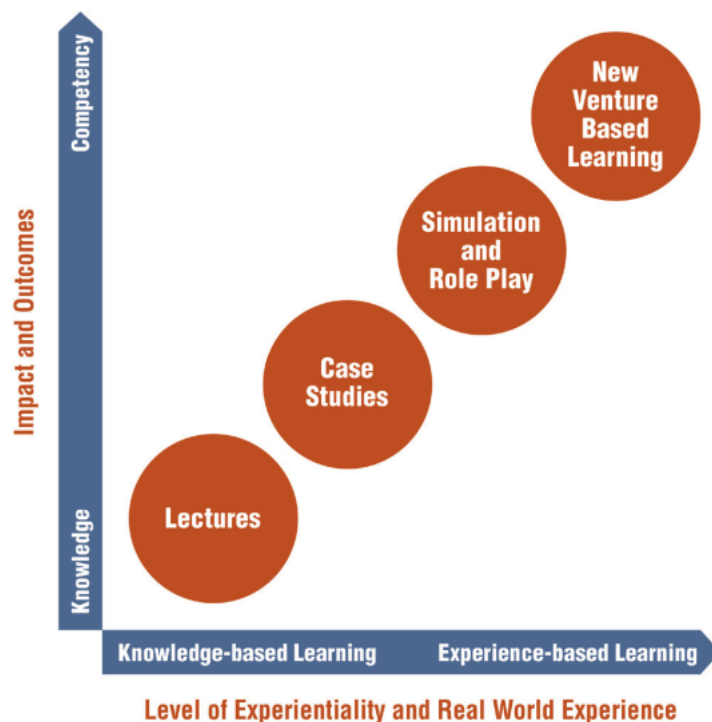 Competency
Knowledge
Impact and Outcomes
New
Venture
Based
Learning
Simulation
and
Role Play
Case
Studies
Lectures
Knowledge-based Learning
Experience-based Learning
Level of Experientiality and Real World Experience